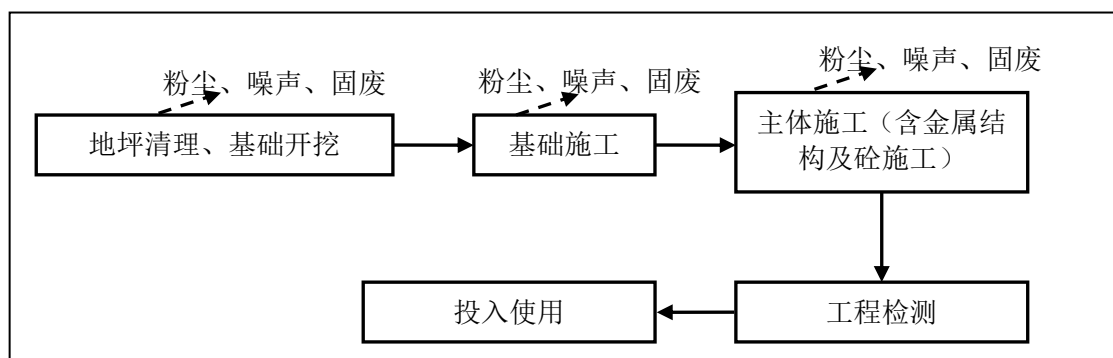 粉尘、噪声、固废
粉尘、噪声、固废
粉尘、噪声、固废
地坪清理、基础开挖
基础施工
主体施工（含金属结
构及砼施工）
投入使用
工程检测